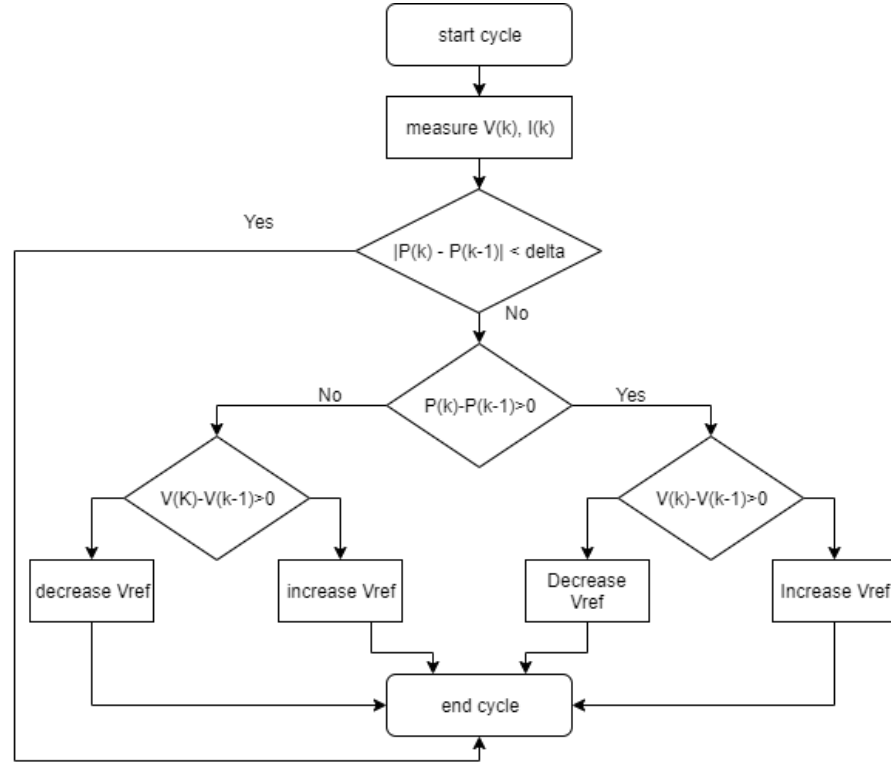 start cycle
measure V(k), I(k)
Yes
|P(k) - P(k-1)| < delta
No
No
P(k)-P(k-1)>0
Yes
V(K)-V(k-1)>0
V(k)-V(k-1)>0
decrease Vref
increase Vref
Decrease
Vref
Increase Vref
end cycle